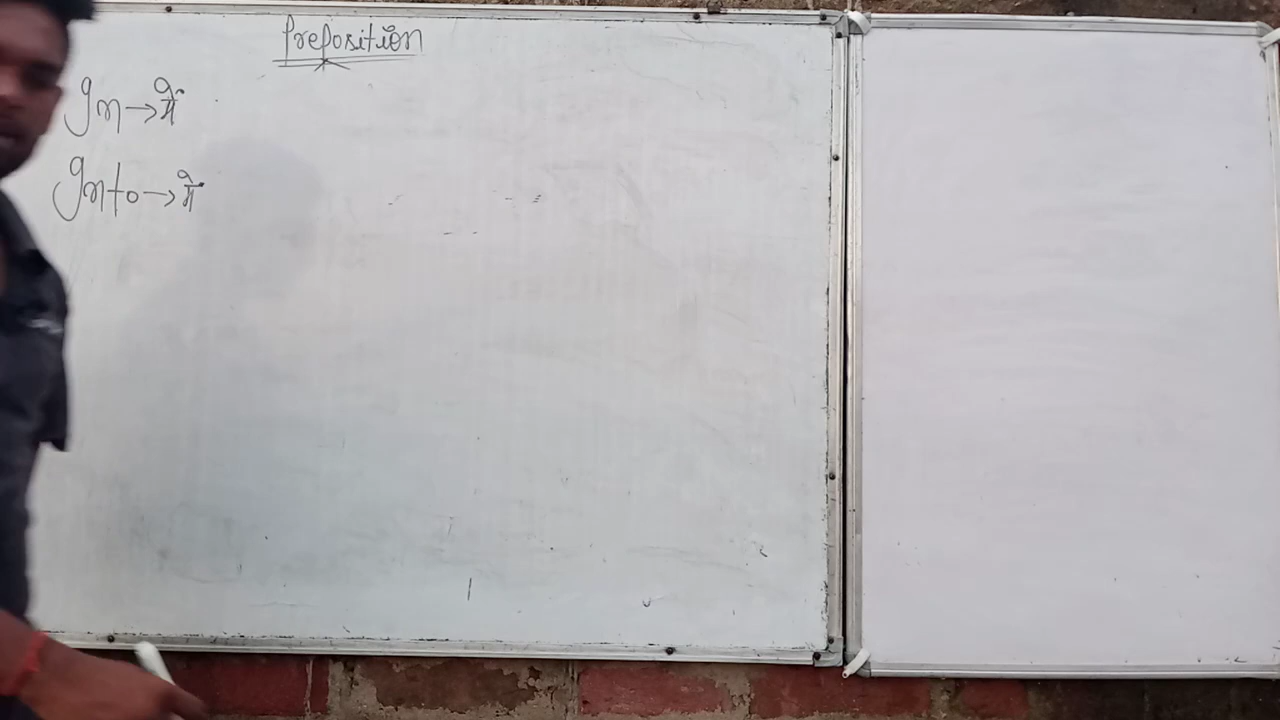 Preposition
In → में
Into → में